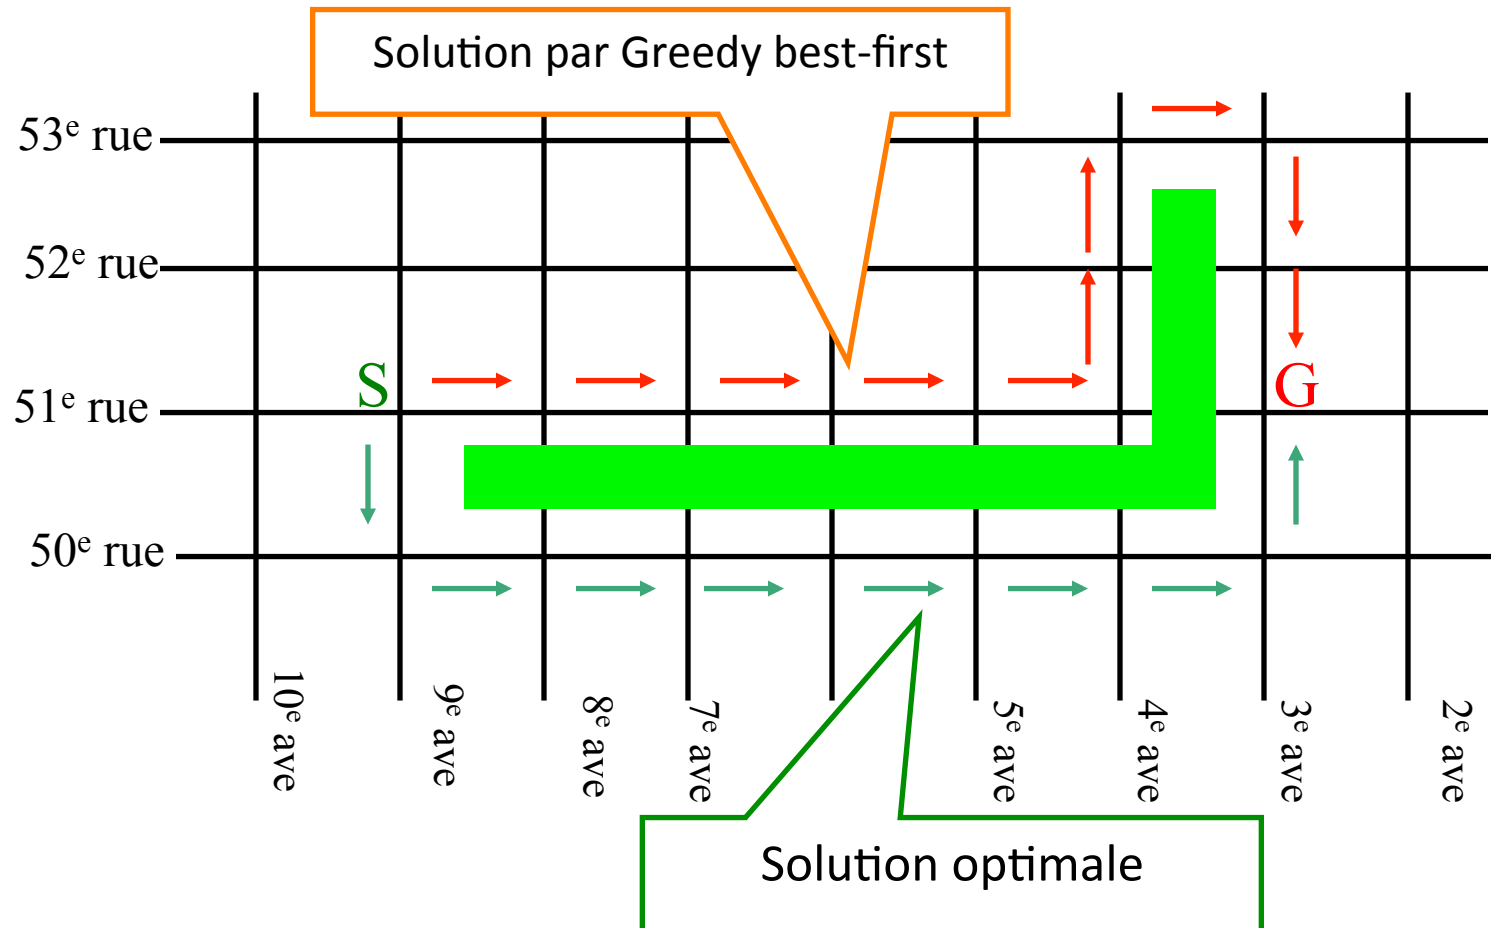 Solution par Greedy best-first
53e rue
52e rue
S
G
51e rue
50e rue
10e ave
9e ave
8e ave
7e ave
5e ave
4e ave
3e ave
2e ave
Solution optimale